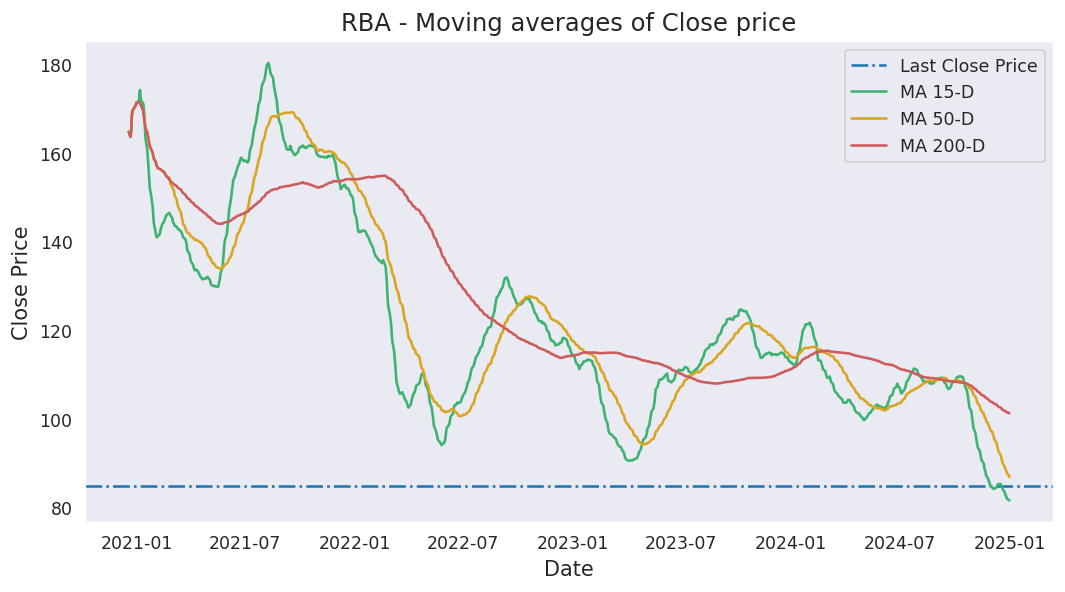 RBA - Moving averages of Close price
Last Close Price
MA 15-D
MA 50-D
MA 200-D
Close Price
180
160
140
120
100
80
2021-01 2021-07 2022-01 2022-07 2023-01 2023-07 2024-01 2024-07 2025-01
Date